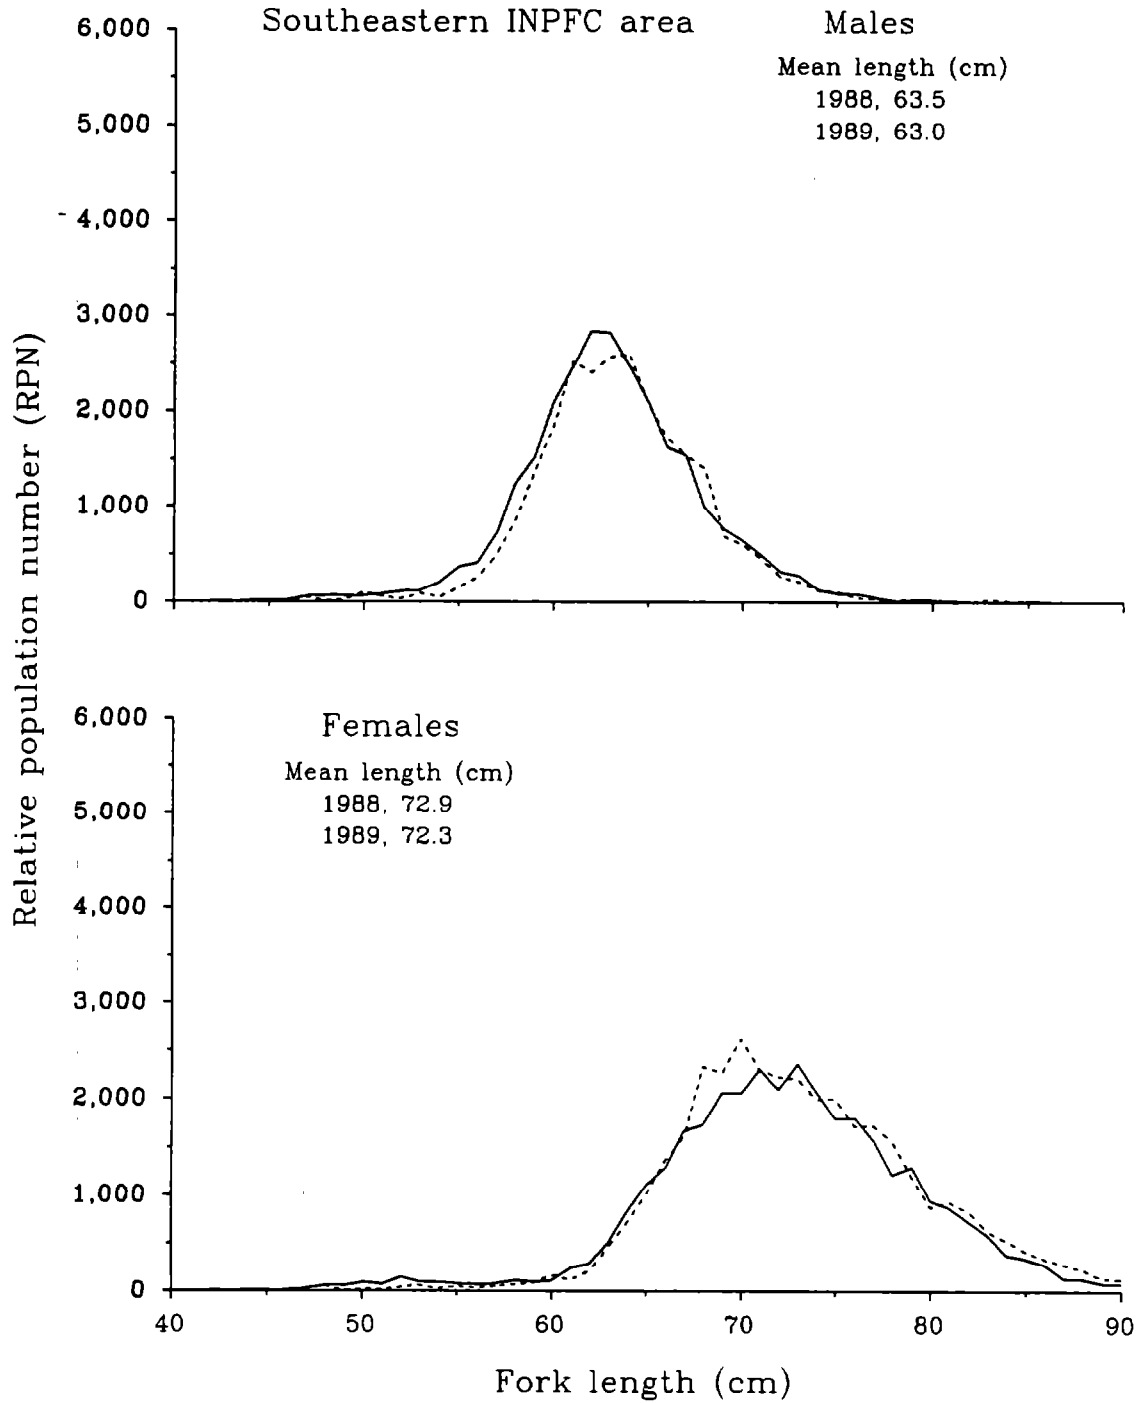 Southeastern INPFC area
Males
Mean length (cm)
1988, 63.5
1989, 63.0
6,000
5,000
4,000
3,000
2,000
1,000
0
Relative population number (RPN)
Females
Mean length (cm)
1988, 72.9
1989, 72.3
6,000
5,000
4,000
3,000
2,000
1,000
0
40 50 60 70 80 90
Fork length (cm)